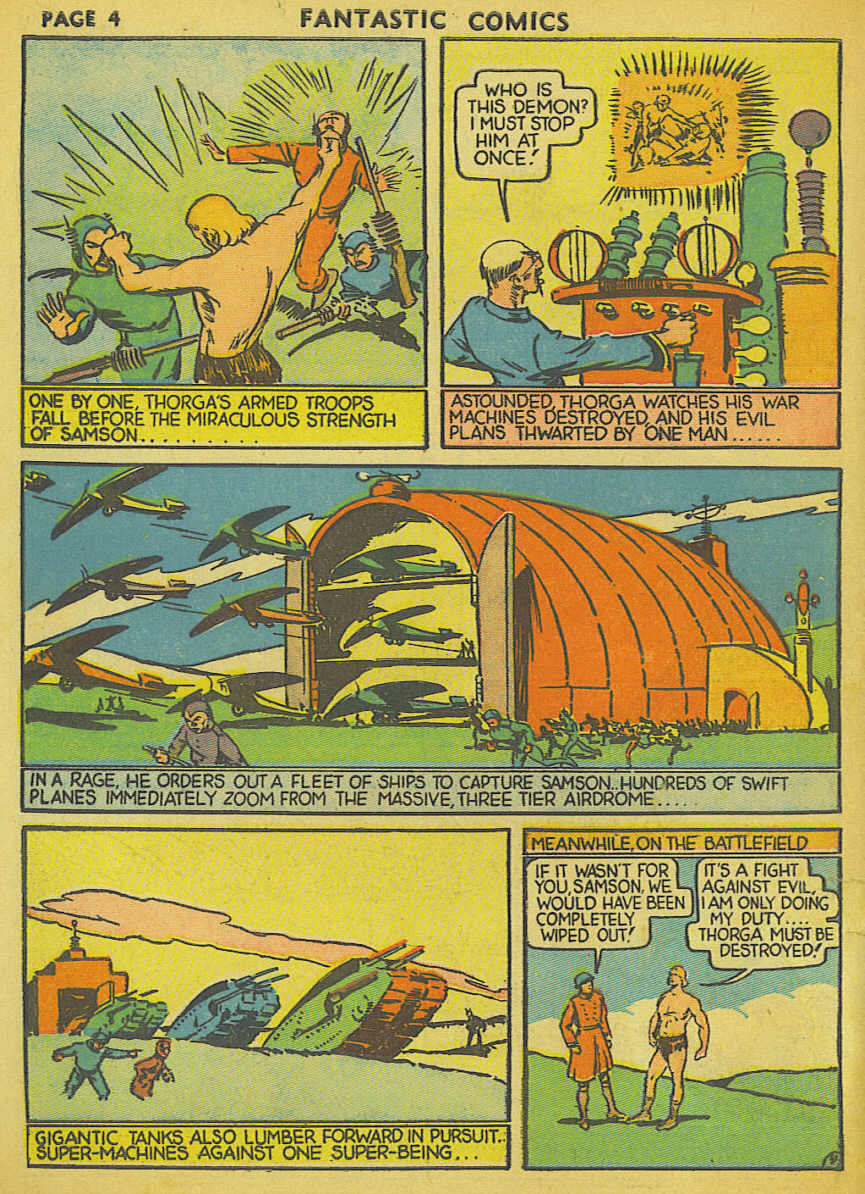 PAGE 4
FANTASTIC COMICS
ONE BY ONE, THORGA'S ARMED TROOPS
FALL BEFORE THE MIRACULOUS STRENGTH
OF SAMSON..........
WHO IS
THIS DEMON?
I MUST STOP
HIM AT
ONCE!
ASTOUNDED, THORGA WATCHES HIS WAR
MACHINES DESTROYED, AND HIS EVIL
PLANS THWARTED BY ONE MAN......
IN A RAGE, HE ORDERS OUT A FLEET OF SHIPS TO CAPTURE SAMSON..HUNDREDS OF SWIFT
PLANES IMMEDIATELY ZOOM FROM THE MASSIVE, THREE TIER AIRDROME.....
GIGANTIC TANKS ALSO LUMBER FORWARD IN PURSUIT..
SUPER-MACHINES AGAINST ONE SUPER-BEING...
MEANWHILE, ON THE BATTLEFIELD
IF IT WASN'T FOR
YOU, SAMSON, WE
WOULD HAVE BEEN
COMPLETELY
WIPED OUT!
IT'S A FIGHT
AGAINST EVIL,
I AM ONLY DOING
MY DUTY....
THORGA MUST BE
DESTROYED!